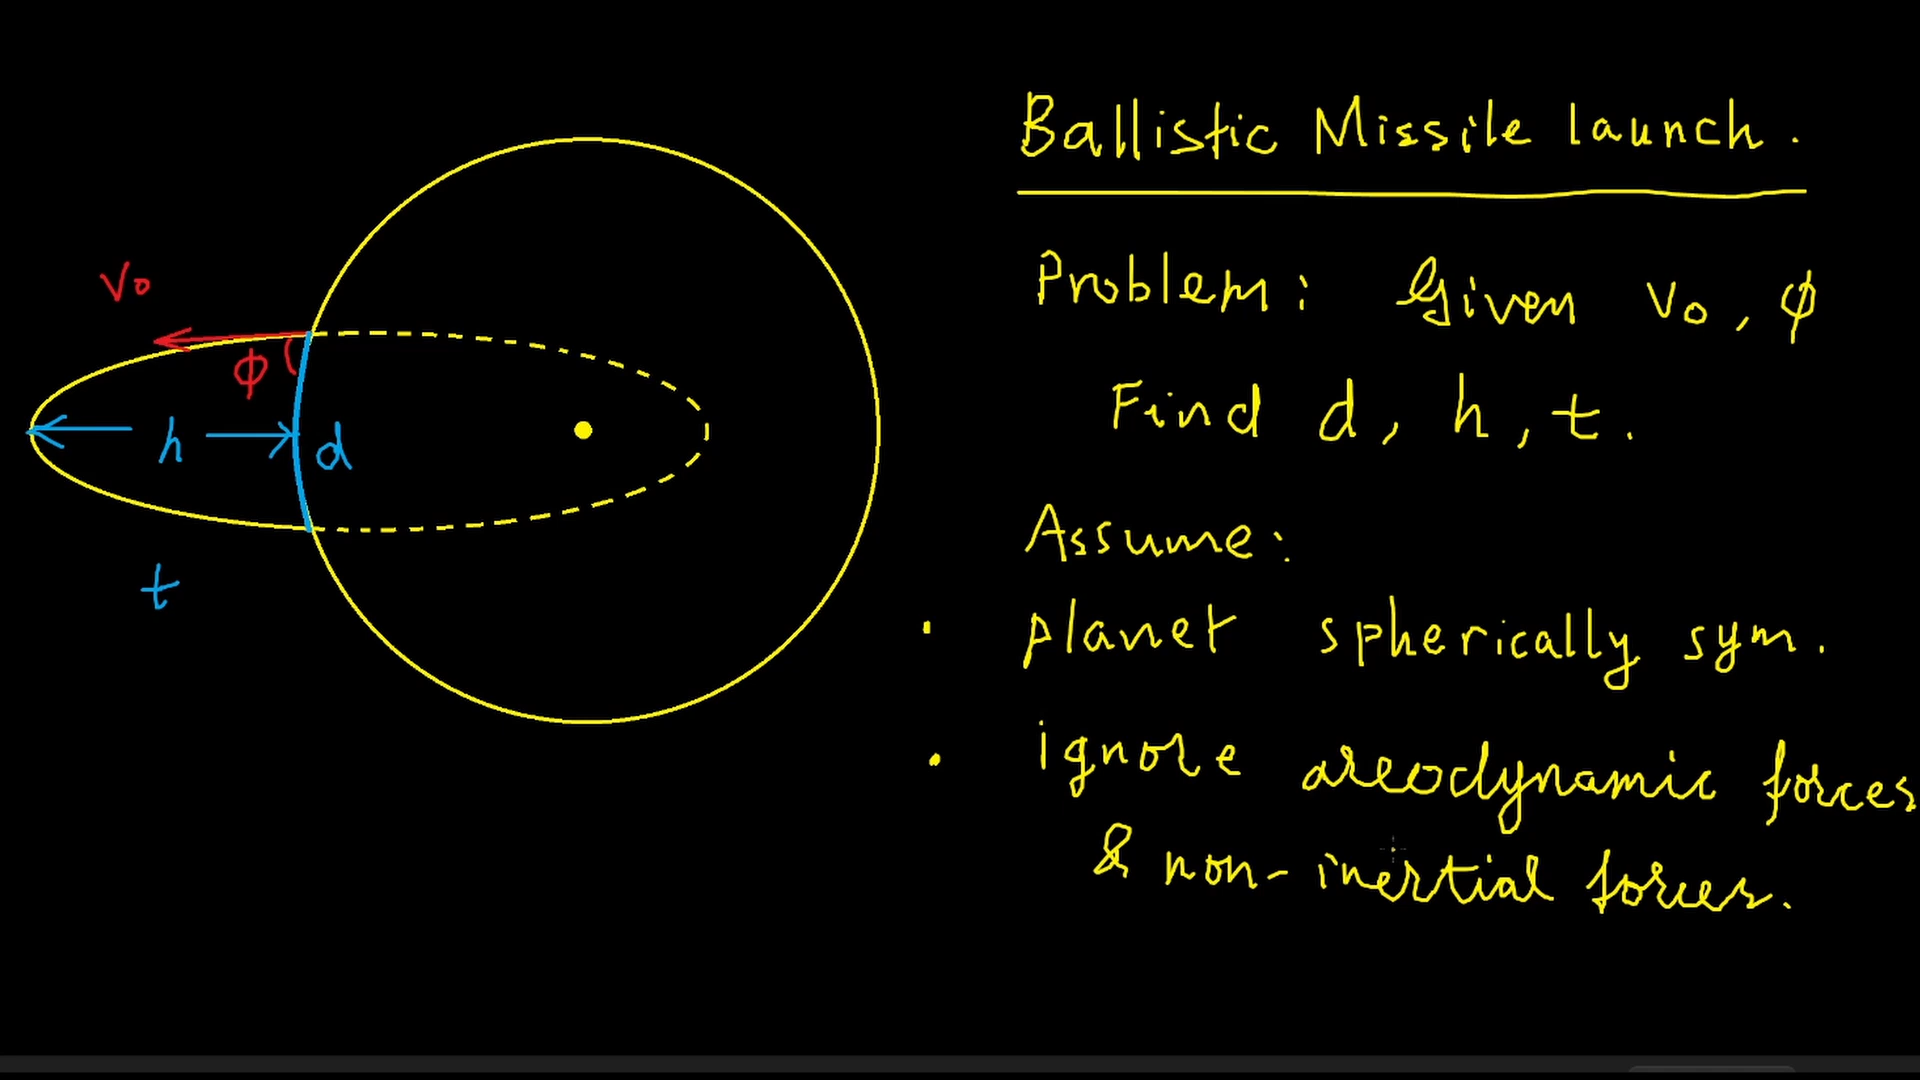 Ballistic Missile launch.
Problem: Given v₀, φ
Find d, h, t.
Assume:
• planet spherically sym.
• ignore areodynamic forces
& non-inertial forces.
v₀
φ
h
d
t